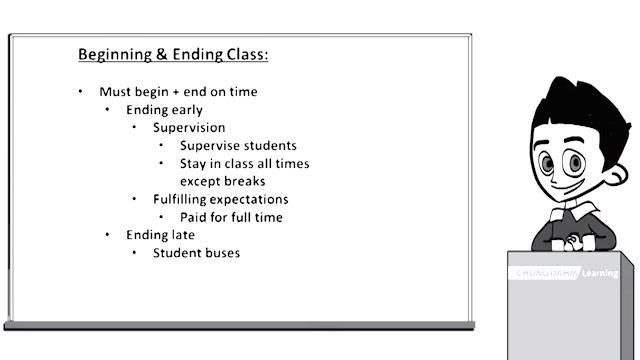 Beginning & Ending Class:
• Must begin + end on time
• Ending early
• Supervision
• Supervise students
• Stay in class all times
except breaks
• Fulfilling expectations
• Paid for full time
• Ending late
• Student buses
CHUNGDAHM Learning